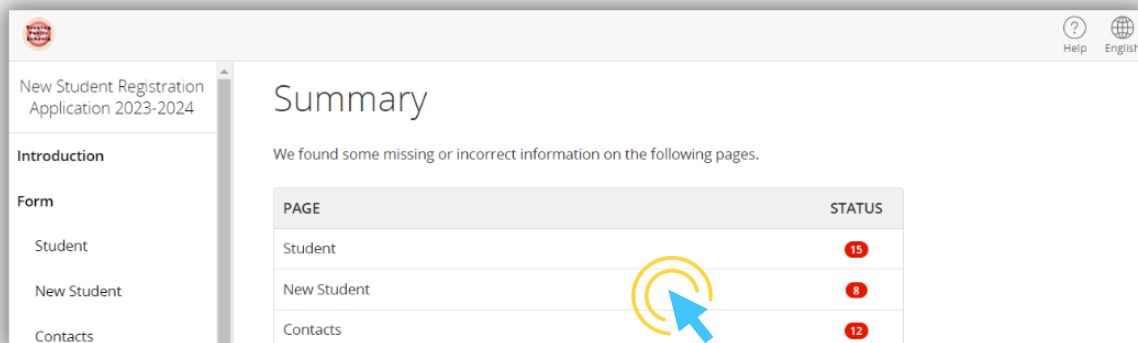 Help English
New Student Registration
Application 2023-2024
Introduction
Form
Student
New Student
Contacts
Summary
We found some missing or incorrect information on the following pages.
PAGE STATUS
Student 15
New Student 8
Contacts 12